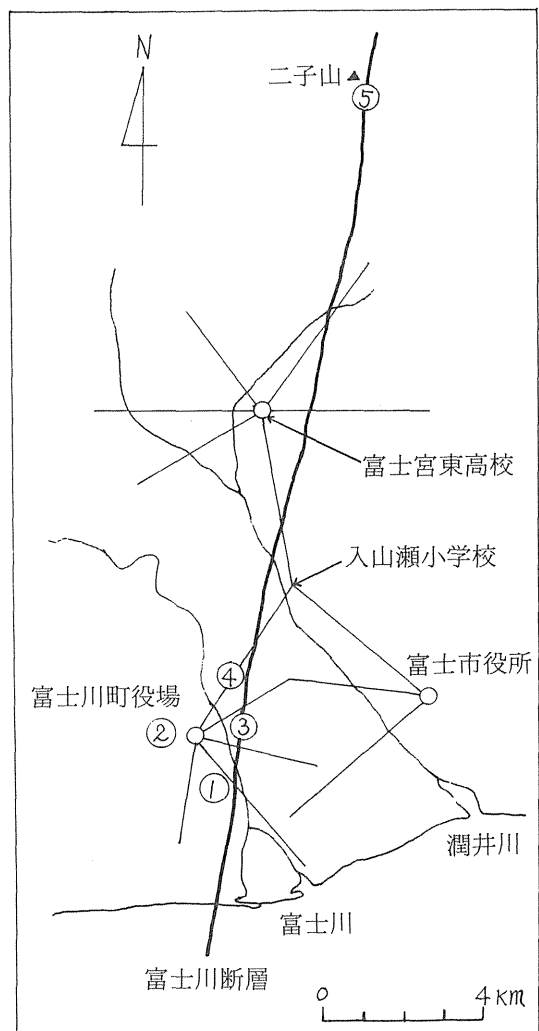 N
二子山
⑤
富士宮東高校
入山瀬小学校
富士市役所
④
富士川町役場
②
③
①
潤井川
富士川
富士川断層
0 4 km